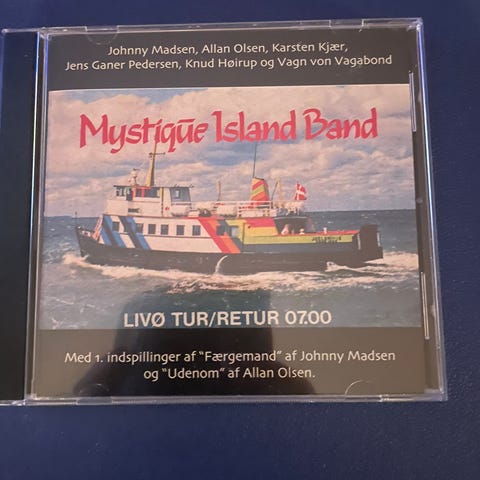 Johnny Madsen, Allan Olsen, Karsten Kjær,
Jens Ganer Pedersen, Knud Høirup og Vagn von Vagabond
Mystique Island Band
LIVØ TUR/RETUR 07.00
Med 1. indspillinger af "Færgemand" af Johnny Madsen
og "Udenom" af Allan Olsen.